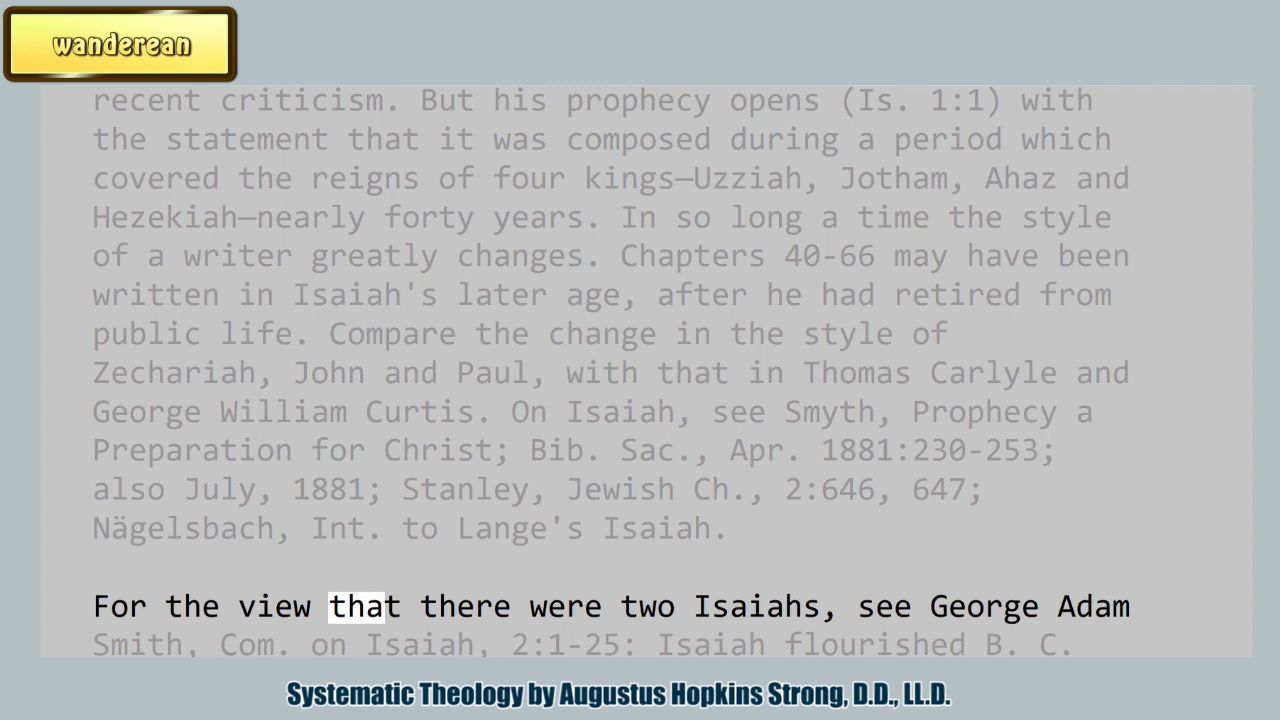 wanderean
recent criticism. But his prophecy opens (Is. 1:1) with
the statement that it was composed during a period which
covered the reigns of four kings—Uzziah, Jotham, Ahaz and
Hezekiah—nearly forty years. In so long a time the style
of a writer greatly changes. Chapters 40-66 may have been
written in Isaiah's later age, after he had retired from
public life. Compare the change in the style of
Zechariah, John and Paul, with that in Thomas Carlyle and
George William Curtis. On Isaiah, see Smyth, Prophecy a
Preparation for Christ; Bib. Sac., Apr. 1881:230-253;
also July, 1881; Stanley, Jewish Ch., 2:646, 647;
Nägelsbach, Int. to Lange's Isaiah.
For the view that there were two Isaiahs, see George Adam
Smith, Com. on Isaiah, 2:1-25: Isaiah flourished B. C.
Systematic Theology by Augustus Hopkins Strong, D.D., LL.D.